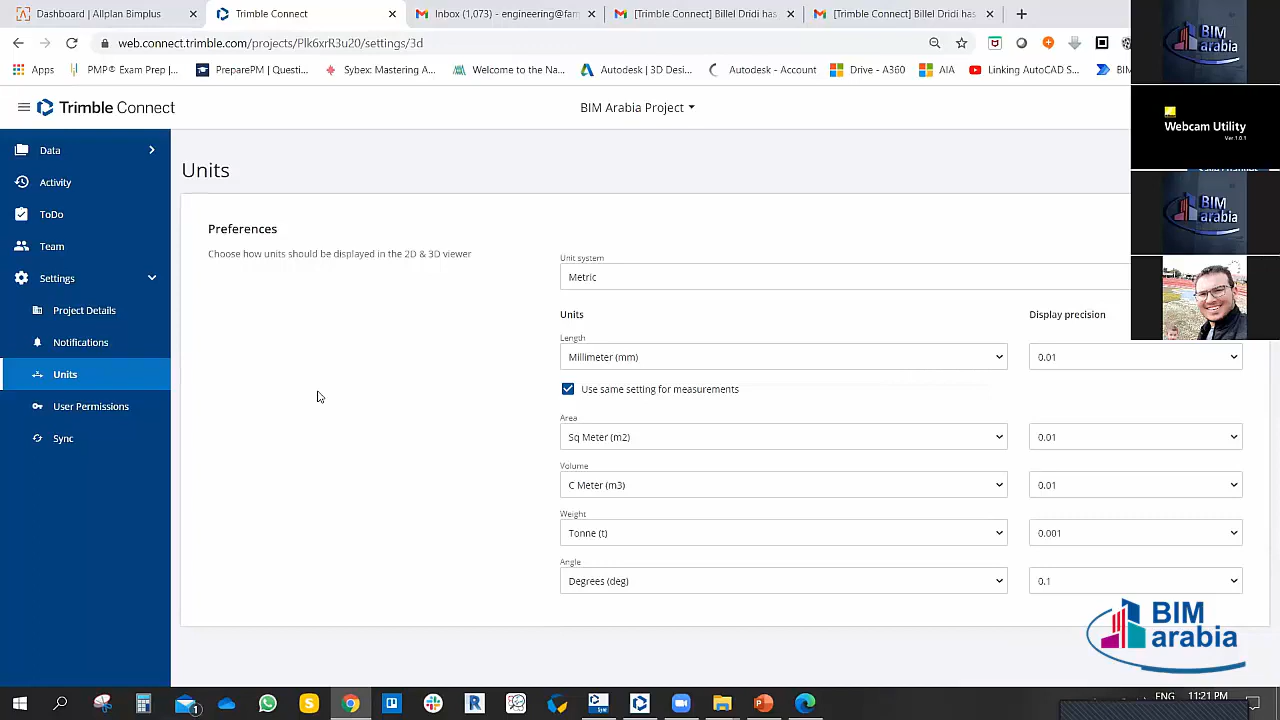 Dashboard | Allplan Bimplus
Trimble Connect
Inbox (1,073) - engineering@fam
[Trimble Connect] Billel Dridi has
[Trimble Connect] Billel Dridi has
web.connect.trimble.com/projects/Plk6xrR3u20/settings/3d
Apps
PMP® Exam Prep |...
PreparePM | Questi...
Sybex: Mastering ...
Welcome to the Na...
Autodesk | 3D Desi...
Autodesk - Account
Drive - A360
AIA
Linking AutoCAD S...
BIM
Trimble Connect
BIM Arabia Project
Data
Activity
ToDo
Team
Settings
Project Details
Notifications
Units
User Permissions
Sync
Units
Preferences
Choose how units should be displayed in the 2D & 3D viewer
Unit system
Metric
Units
Display precision
Length
Millimeter (mm)
0.01
Use same setting for measurements
Area
Sq Meter (m2)
0.01
Volume
C Meter (m3)
0.01
Weight
Tonne (t)
0.001
Angle
Degrees (deg)
0.1
BIM
arabia
Webcam Utility
Ver.1.0.1
BIM
arabia
BIM
arabia
ENG
11:21 PM